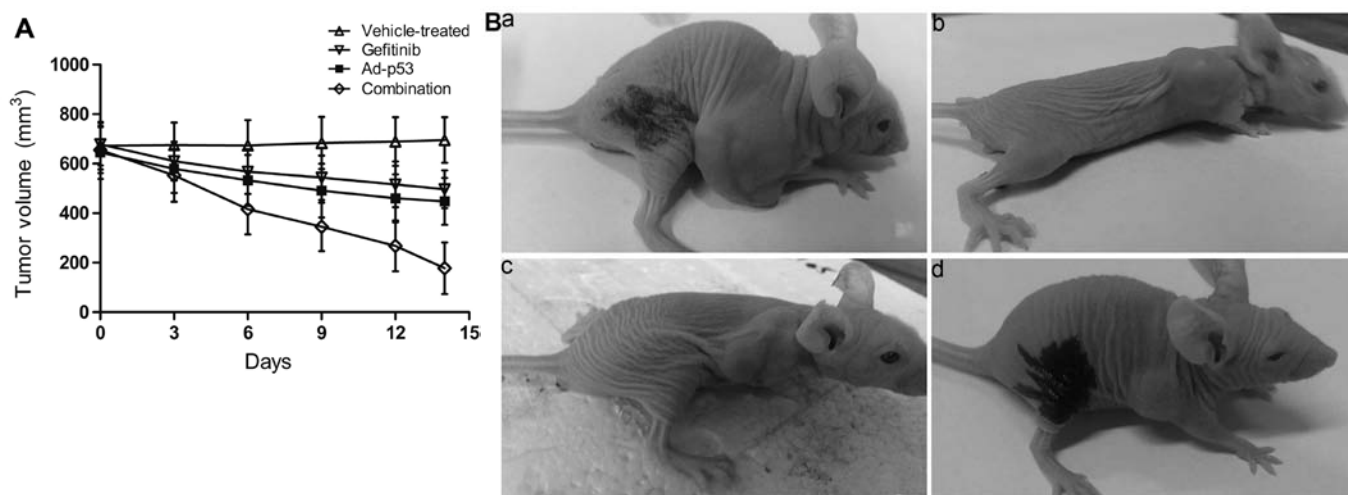 A
Vehicle-treated
Gefitinib
Ad-p53
Combination
1000
800
600
400
200
0
Tumor volume (mm³)
0 3 6 9 12 15
Days
B
a
b
c
d